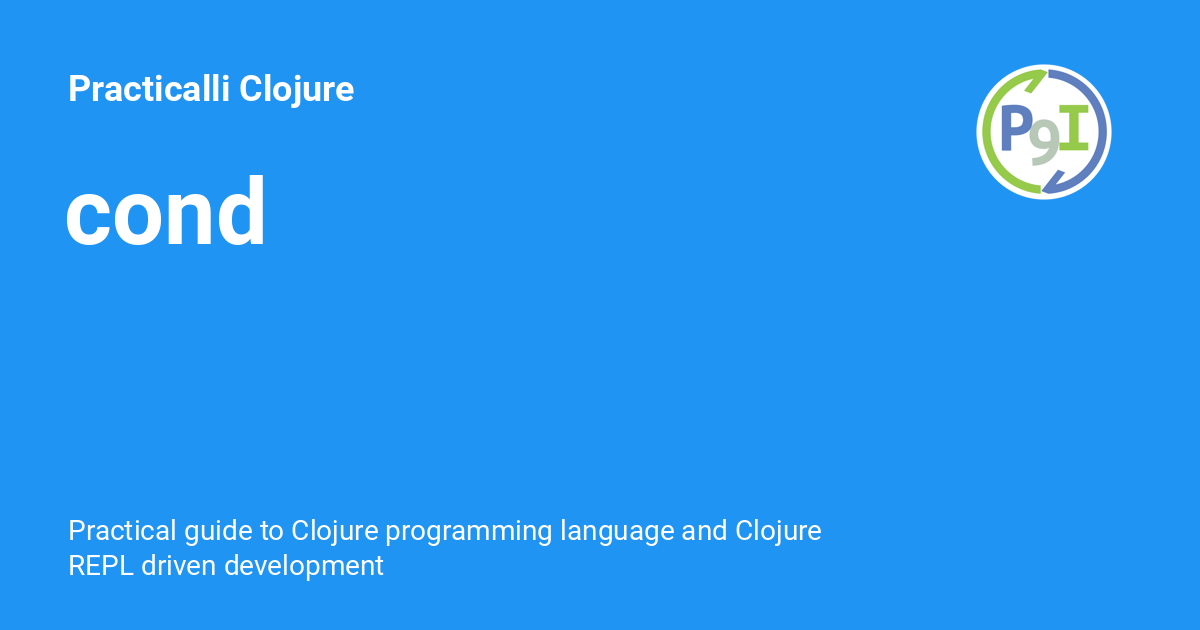 Practicalli Clojure
P9I
cond
Practical guide to Clojure programming language and Clojure
REPL driven development